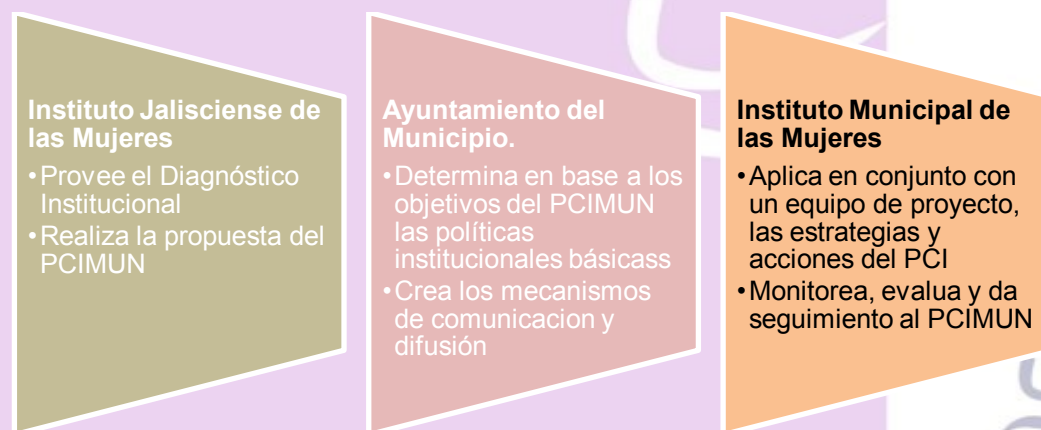 Instituto Jalisciense de
las Mujeres
•Provee el Diagnóstico
Institucional
•Realiza la propuesta del
PCIMUN
Ayuntamiento del
Municipio.
•Determina en base a los
objetivos del PCIMUN
las políticas
institucionales básicass
•Crea los mecanismos
de comunicacion y
difusión
Instituto Municipal de
las Mujeres
•Aplica en conjunto con
un equipo de proyecto,
las estrategias y
acciones del PCI
•Monitorea, evalua y da
seguimiento al PCIMUN